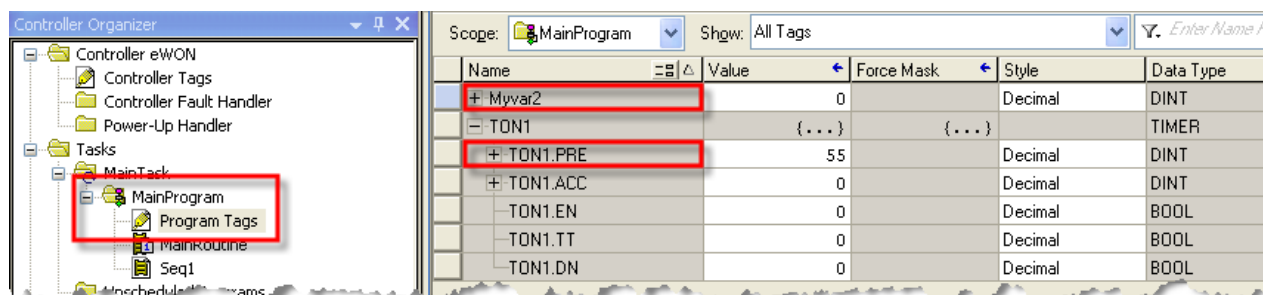 Controller Organizer
Controller eWON
Controller Tags
Controller Fault Handler
Power-Up Handler
Tasks
MainTask
MainProgram
Program Tags
MainRoutine
Seq1
Scope: MainProgram Show: All Tags Enter Name
Name Value Force Mask Style Data Type
Myvar2 0 Decimal DINT
TON1 {...} {...} TIMER
TON1.PRE 55 Decimal DINT
TON1.ACC 0 Decimal DINT
TON1.EN 0 Decimal BOOL
TON1.TT 0 Decimal BOOL
TON1.DN 0 Decimal BOOL